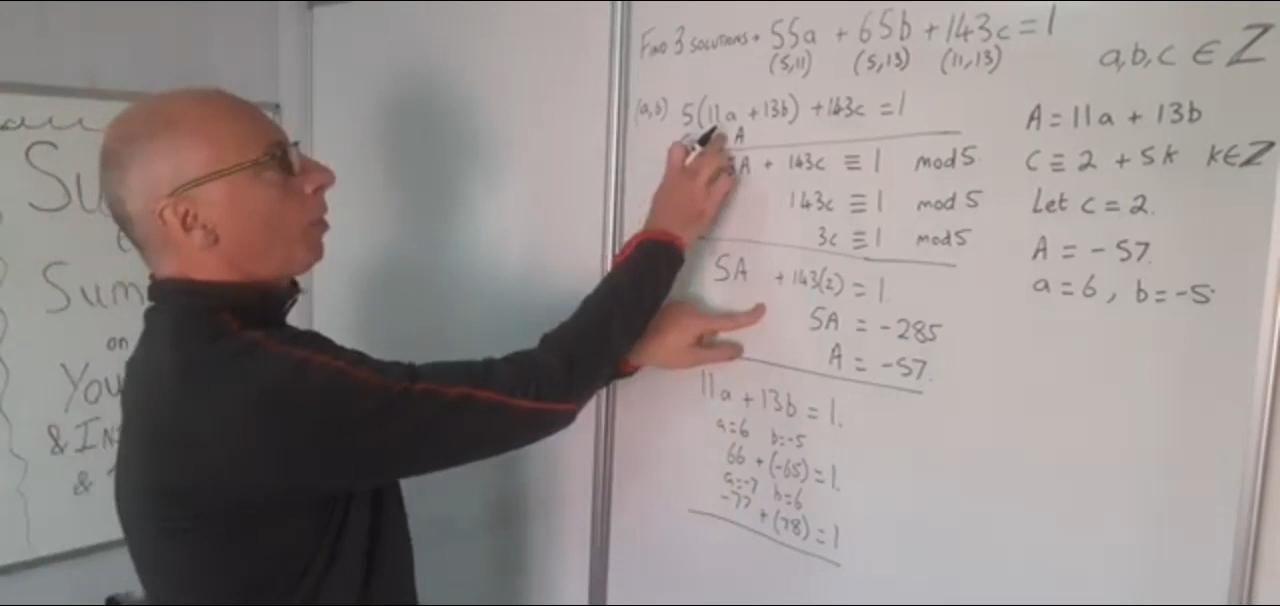 Su
Sum
on
You
& IN
&
FIND 3 SOLUTIONS 55a + 65b + 143c = 1
(5,11) (5,13) (11,13)
a,b,c ∈ Z
(a,b) 5(11a + 13b) + 143c = 1
A
5A + 143c ≡ 1 mod 5
143c ≡ 1 mod 5
3c ≡ 1 mod 5
5A + 143(2) = 1
5A = -285
A = -57.
11a + 13b = 1.
a=6 b=-5
66 + (-65) = 1.
a=-7 b=6
-77 + (78) = 1
A = 11a + 13b
C ≡ 2 + 5k k∈Z
Let c = 2.
A = -57.
a = 6, b = -5